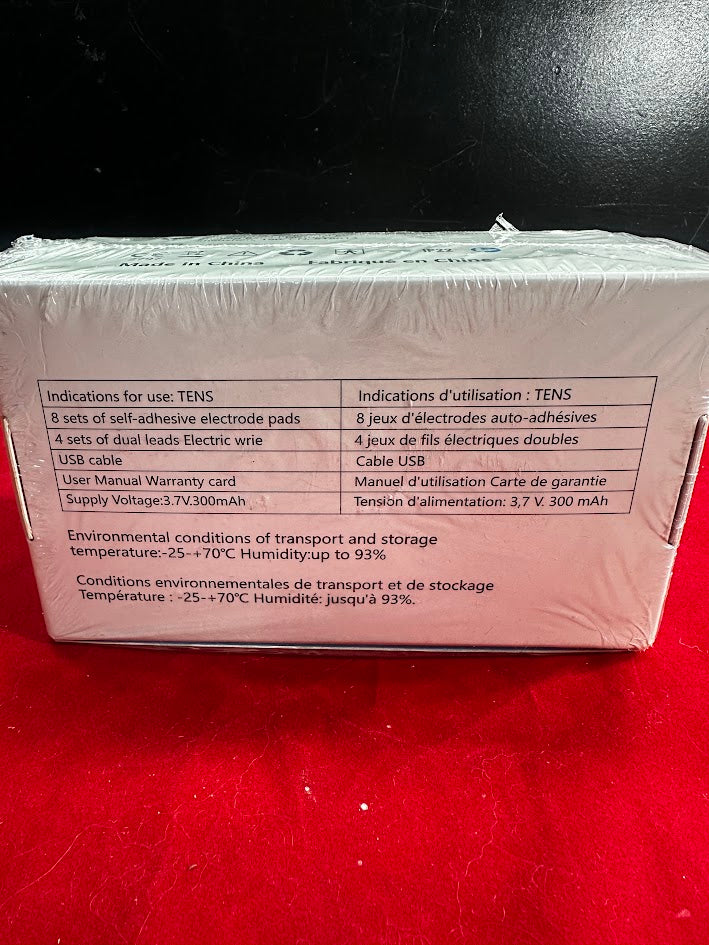 IP22
Made in China Fabriqué en Chine
Indications for use: TENS
Indications d'utilisation : TENS
8 sets of self-adhesive electrode pads
8 jeux d'électrodes auto-adhésives
4 sets of dual leads Electric wrie
4 jeux de fils électriques doubles
USB cable
Cable USB
User Manual Warranty card
Manuel d'utilisation Carte de garantie
Supply Voltage:3.7V.300mAh
Tension d'alimentation: 3,7 V. 300 mAh
Environmental conditions of transport and storage
temperature:-25-+70℃ Humidity:up to 93%
Conditions environnementales de transport et de stockage
Température : -25-+70℃ Humidité: jusqu'à 93%.